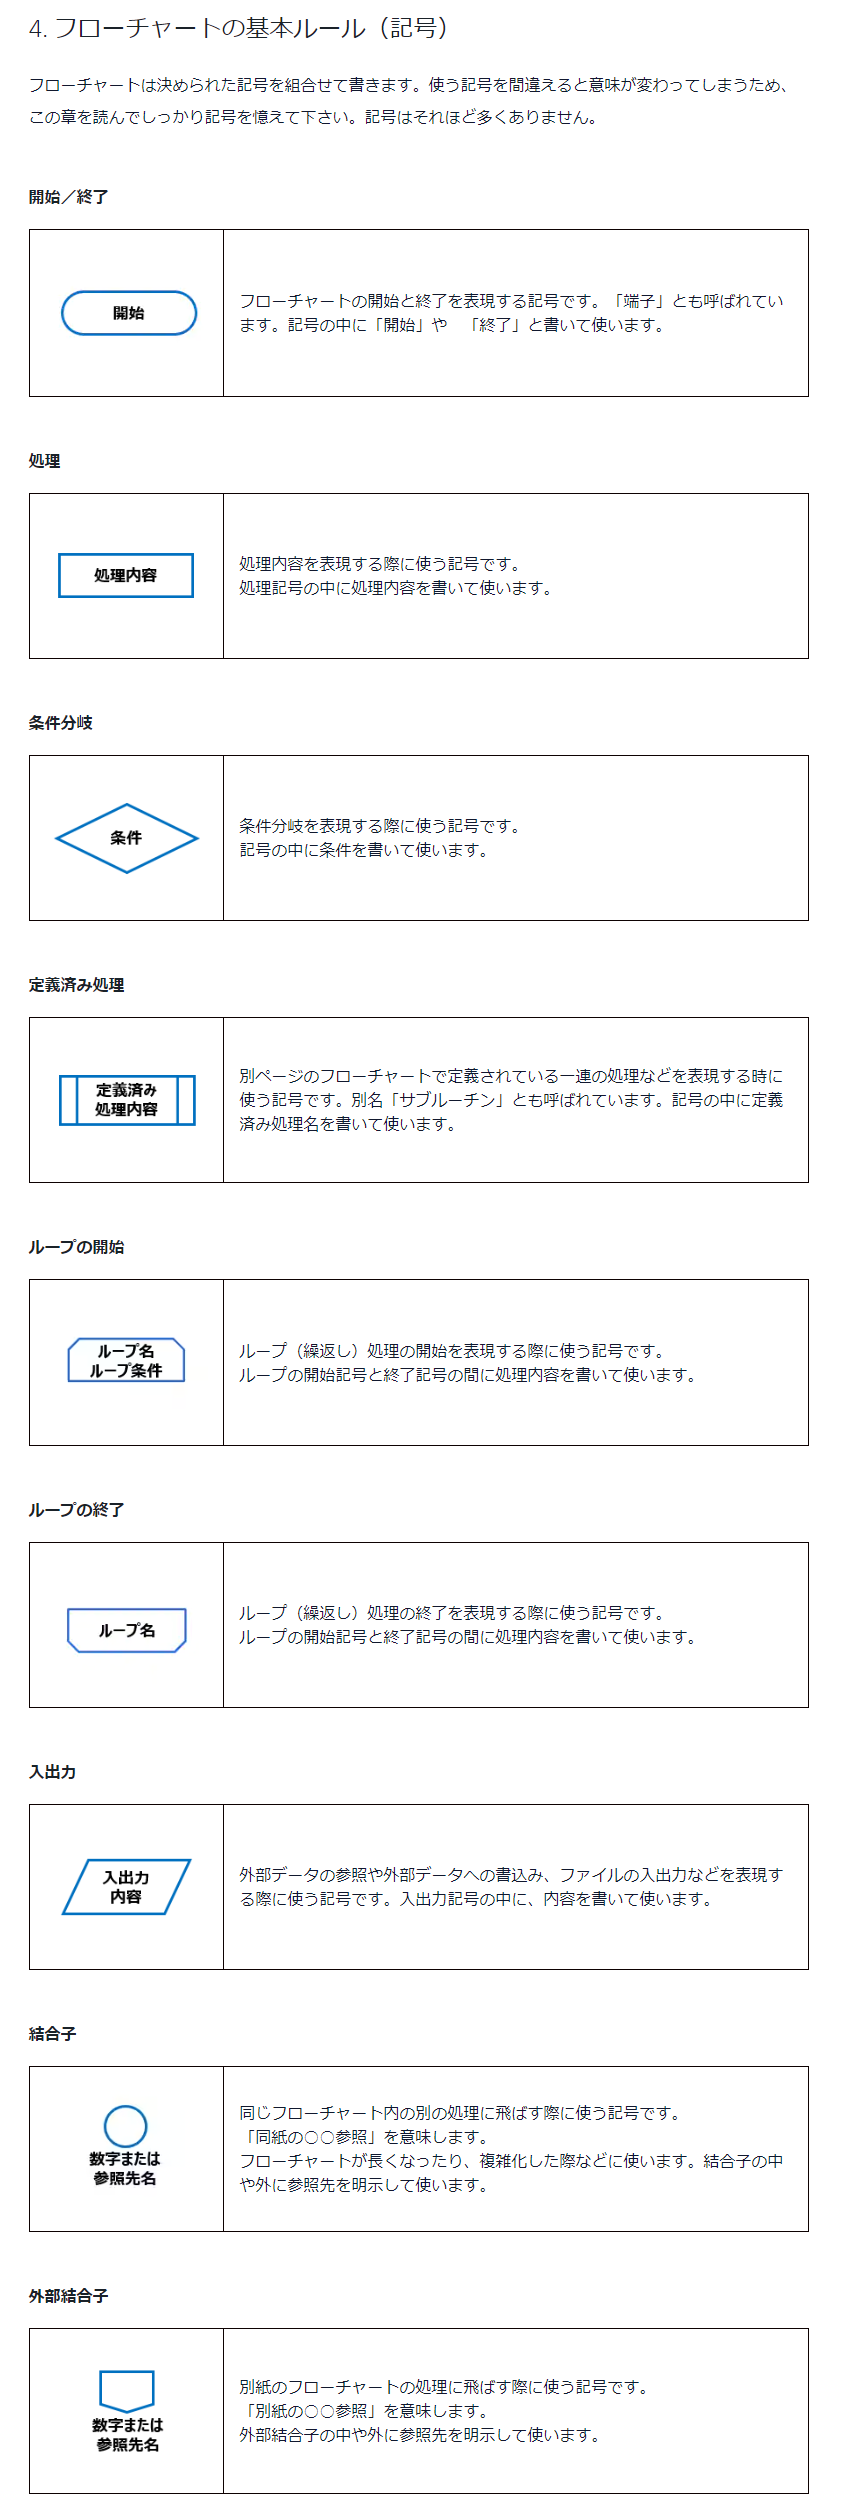 4. フローチャートの基本ルール（記号）
フローチャートは決められた記号を組合せて書きます。使う記号を間違えると意味が変わってしまうため、
この章を読んでしっかり記号を憶えて下さい。記号はそれほど多くありません。
開始／終了
開始
フローチャートの開始と終了を表現する記号です。「端子」とも呼ばれてい
ます。記号の中に「開始」や　「終了」と書いて使います。
処理
処理内容
処理内容を表現する際に使う記号です。
処理記号の中に処理内容を書いて使います。
条件分岐
条件
条件分岐を表現する際に使う記号です。
記号の中に条件を書いて使います。
定義済み処理
定義済み
処理内容
別ページのフローチャートで定義されている一連の処理などを表現する時に
使う記号です。別名「サブルーチン」とも呼ばれています。記号の中に定義
済み処理名を書いて使います。
ループの開始
ループ名
ループ条件
ループ（繰返し）処理の開始を表現する際に使う記号です。
ループの開始記号と終了記号の間に処理内容を書いて使います。
ループの終了
ループ名
ループ（繰返し）処理の終了を表現する際に使う記号です。
ループの開始記号と終了記号の間に処理内容を書いて使います。
入出力
入出力
内容
外部データの参照や外部データへの書込み、ファイルの入出力などを表現す
る際に使う記号です。入出力記号の中に、内容を書いて使います。
結合子
数字または
参照先名
同じフローチャート内の別の処理に飛ばす際に使う記号です。
「同紙の○○参照」を意味します。
フローチャートが長くなったり、複雑化した際などに使います。結合子の中
や外に参照先を明示して使います。
外部結合子
数字または
参照先名
別紙のフローチャートの処理に飛ばす際に使う記号です。
「別紙の○○参照」を意味します。
外部結合子の中や外に参照先を明示して使います。